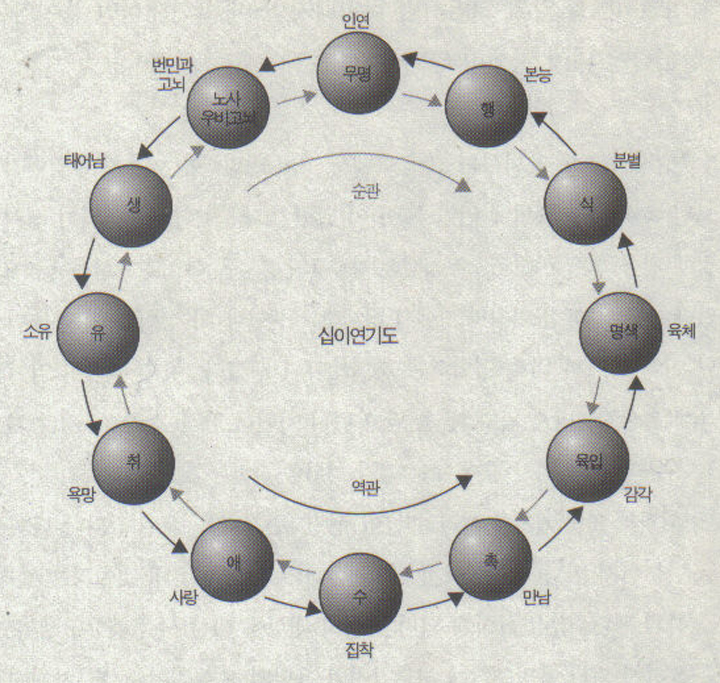 인연
무명
본능
행
분별
식
육체
명색
감각
육입
만남
촉
집착
수
사랑
애
욕망
취
소유
유
태어남
생
번민과
고뇌
노사
우비고뇌
순관
십이연기도
역관